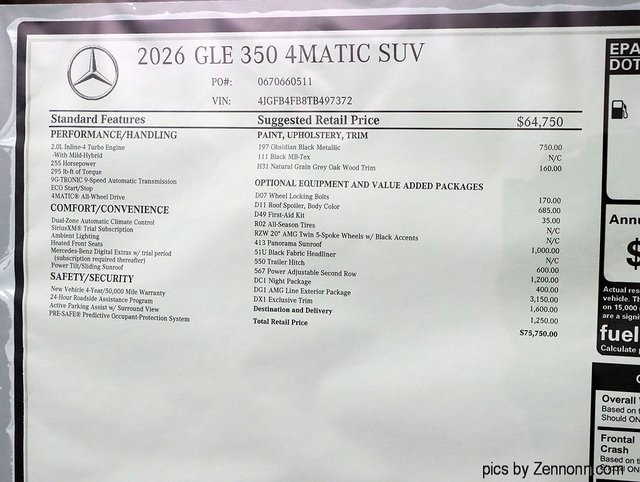 2026 GLE 350 4MATIC SUV
PO#: 0670660511
VIN: 4JGFB4FB8TB497372
Standard Features Suggested Retail Price $64,750
PERFORMANCE/HANDLING
2.0L Inline-4 Turbo Engine
-With Mild-Hybrid
255 Horsepower
295 lb-ft of Torque
9G-TRONIC 9-Speed Automatic Transmission
ECO Start/Stop
4MATIC® All-Wheel Drive
COMFORT/CONVENIENCE
Dual-Zone Automatic Climate Control
SiriusXM® Trial Subscription
Ambient Lighting
Heated Front Seats
Mercedes-Benz Digital Extras w/ trial period
(subscription required thereafter)
Power Tilt/Sliding Sunroof
SAFETY/SECURITY
New Vehicle 4-Year/50,000 Mile Warranty
24-Hour Roadside Assistance Program
Active Parking Assist w/ Surround View
PRE-SAFE® Predictive Occupant-Protection System
PAINT, UPHOLSTERY, TRIM
197 Obsidian Black Metallic 750.00
111 Black MB-Tex N/C
H31 Natural Grain Grey Oak Wood Trim 160.00
OPTIONAL EQUIPMENT AND VALUE ADDED PACKAGES
D07 Wheel Locking Bolts 170.00
D11 Roof Spoiler, Body Color 685.00
D49 First-Aid Kit 35.00
R02 All-Season Tires N/C
RZW 20" AMG Twin 5-Spoke Wheels w/ Black Accents N/C
413 Panorama Sunroof 1,000.00
51U Black Fabric Headliner N/C
550 Trailer Hitch 600.00
567 Power Adjustable Second Row 1,200.00
DC1 Night Package 400.00
DG1 AMG Line Exterior Package 3,150.00
DX1 Exclusive Trim 1,600.00
Destination and Delivery 1,250.00
Total Retail Price $75,750.00
EPA
DOT
Annu
$
Actual res
vehicle. Th
on 15,000
are a signi
fuel
Calculate
Overall
Based on t
Should ON
Frontal
Crash
Based on t
Should ON
pics by Zennonn.com